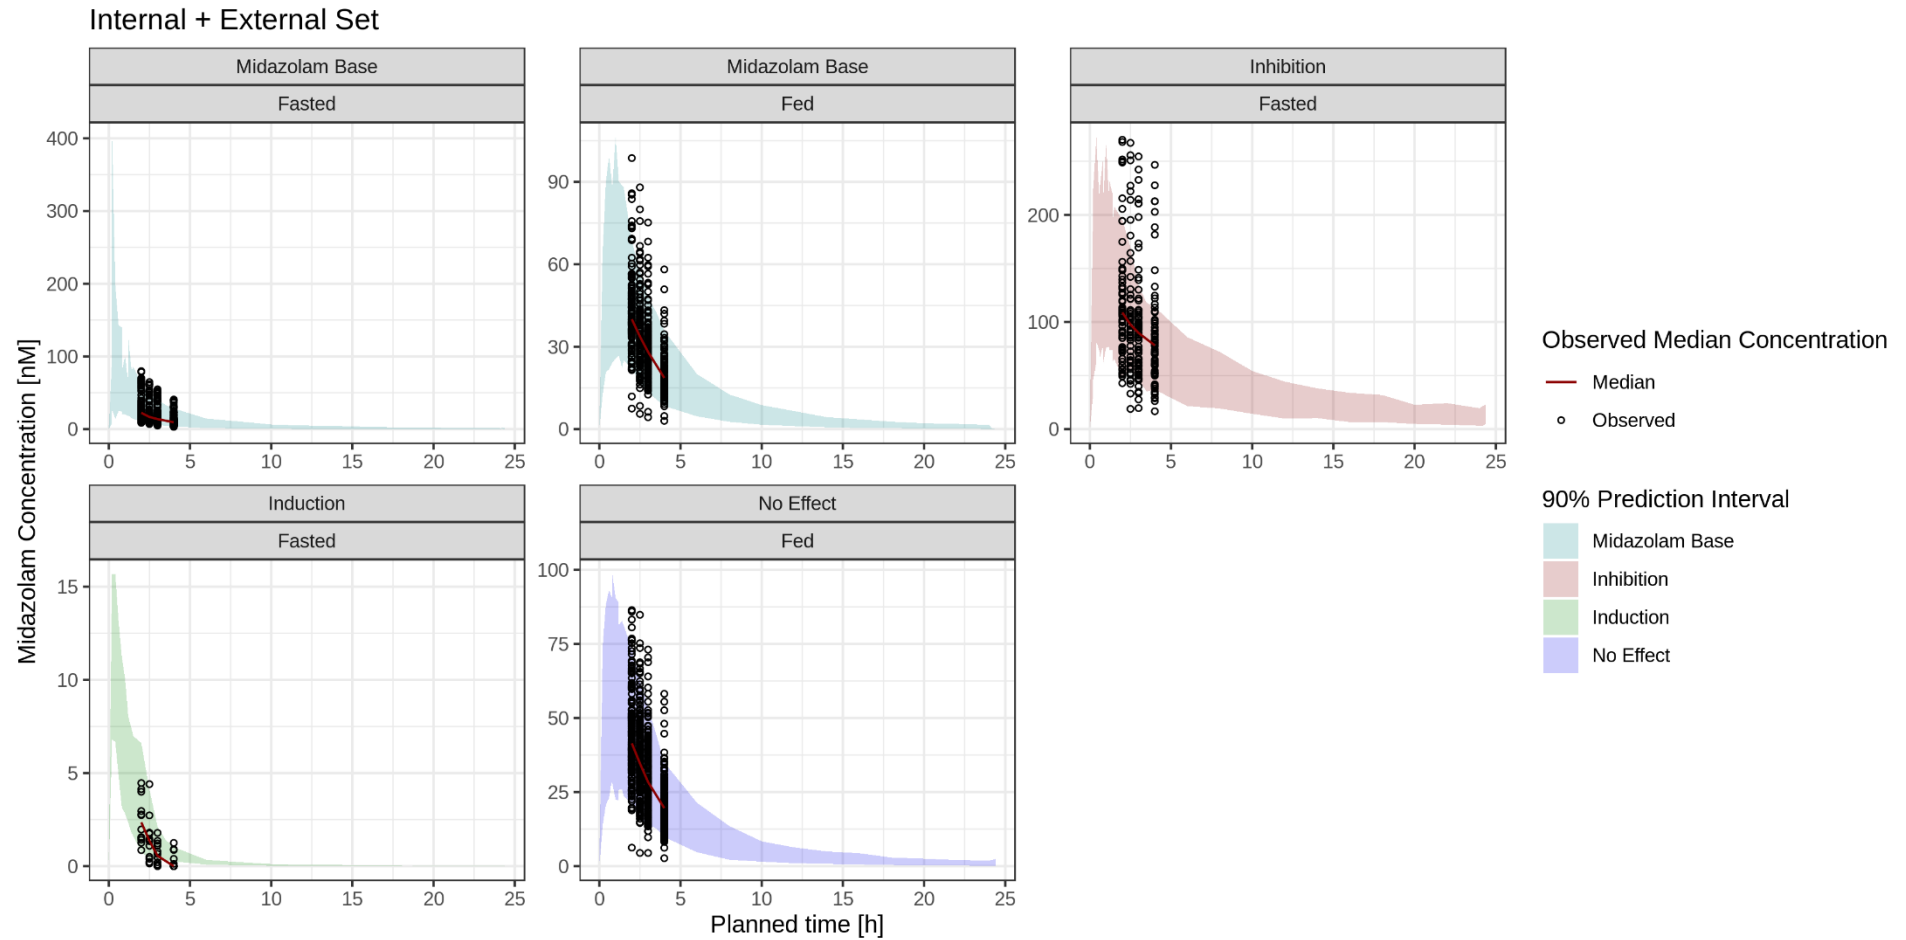 Internal + External Set
Midazolam Base
Fasted
Midazolam Base
Fed
Inhibition
Fasted
400
300
200
100
0
0 5 10 15 20 25
90
60
30
0
0 5 10 15 20 25
200
100
0
0 5 10 15 20 25
Induction
Fasted
No Effect
Fed
15
10
5
0
0 5 10 15 20 25
100
75
50
25
0
0 5 10 15 20 25
Midazolam Concentration [nM]
Planned time [h]
Observed Median Concentration
Median
Observed
90% Prediction Interval
Midazolam Base
Inhibition
Induction
No Effect